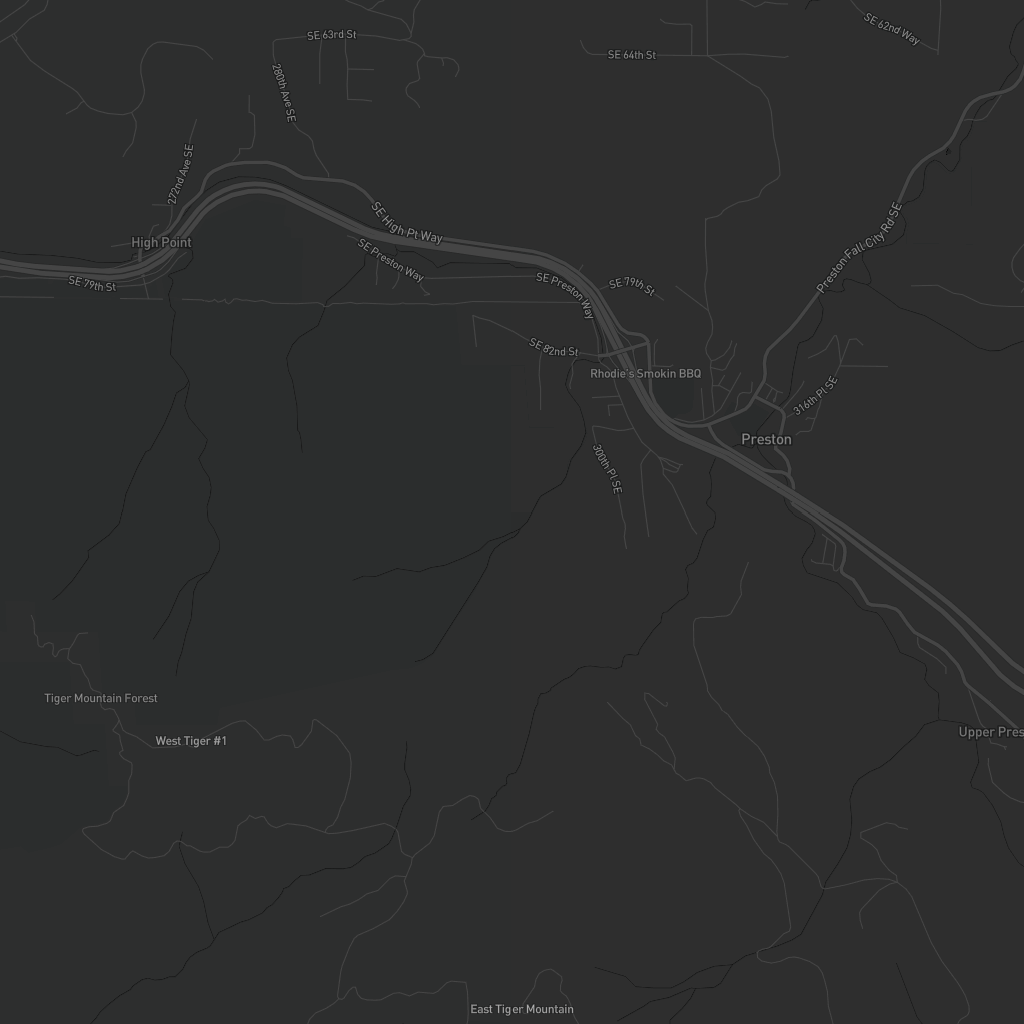 SE 62nd Way
SE 63rd St
SE 64th St
280th Ave SE
272nd Ave SE
SE High Pt Way
Preston Fall City Rd SE
High Point
SE Preston Way
SE 79th St
SE Preston Way
SE 79th St
SE 82nd St
Rhodie's Smokin BBQ
316th Pl SE
Preston
300th Pl SE
Tiger Mountain Forest
West Tiger #1
Upper Pres
East Tiger Mountain